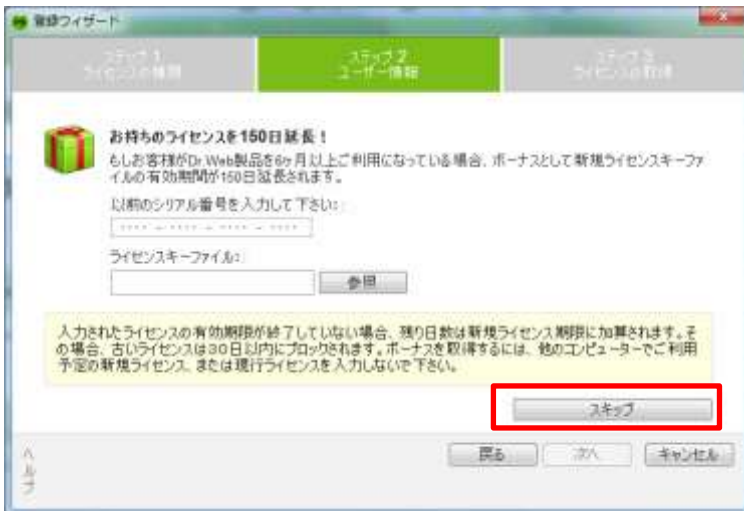 登録ウィザード
ステップ 1
ライセンスの種類
ステップ 2
ユーザー情報
ステップ 3
ライセンスの取得
お持ちのライセンスを150日延長！
もしお客様がDr.Web製品を6ヶ月以上ご利用になっている場合、ボーナスとして新規ライセンスキーファ
イルの有効期間が150日延長されます。
以前のシリアル番号を入力して下さい:
---- - ---- - ---- - ----
ライセンスキーファイル:
参照
入力されたライセンスの有効期限が終了していない場合、残り日数は新規ライセンス期限に加算されます。そ
の場合、古いライセンスは30日以内にブロックされます。ボーナスを取得するには、他のコンピューターでご利用
予定の新規ライセンス、または現行ライセンスを入力しないで下さい。
スキップ
ヘルプ
戻る
次へ
キャンセル